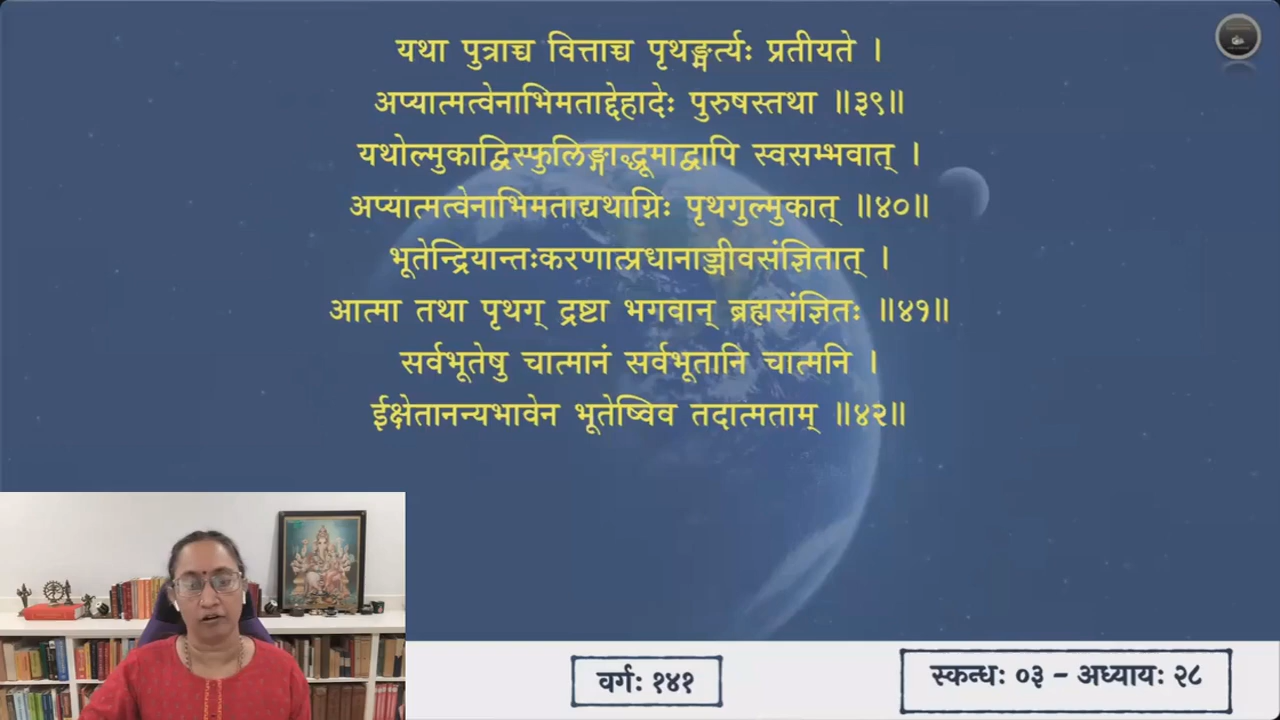 यथा पुत्राच्च वित्ताच्च पृथङ्मर्त्यः प्रतीयते ।
अप्यात्मत्वेनाभिमताद्देहादेः पुरुषस्तथा ॥३९॥
यथोल्मुकाद्विस्फुलिङ्गाद्धूमाद्वापि स्वसम्भवात् ।
अप्यात्मत्वेनाभिमताद्यथाग्निः पृथगुल्मुकात् ॥४०॥
भूतेन्द्रियान्तःकरणात्प्रधानाज्जीवसंज्ञितात् ।
आत्मा तथा पृथग् द्रष्टा भगवान् ब्रह्मसंज्ञितः ॥४१॥
सर्वभूतेषु चात्मानं सर्वभूतानि चात्मनि ।
ईक्षेतानन्यभावेन भूतेष्विव तदात्मताम् ॥४२॥
वर्गः १४१
स्कन्धः ०३ - अध्यायः २८